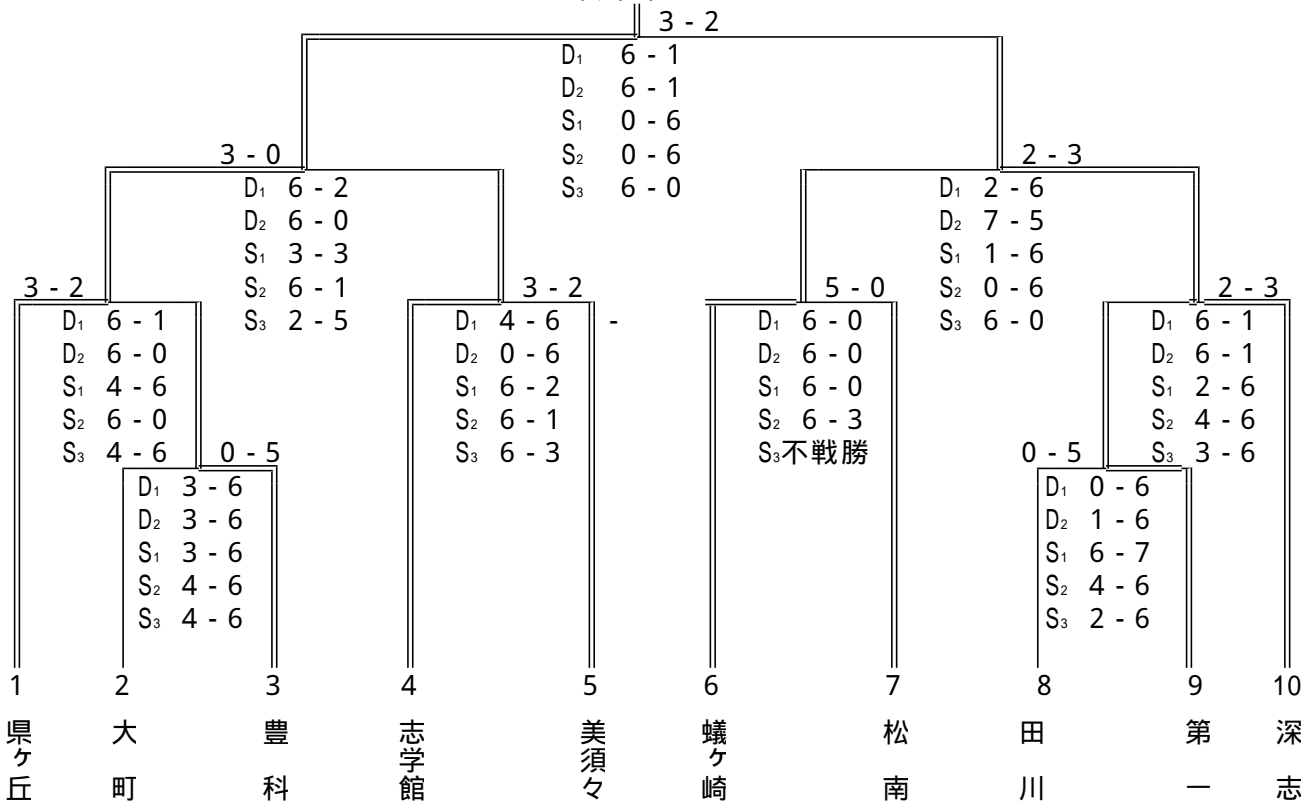 3 - 2
D1 6 - 1
D2 6 - 1
S1 0 - 6
S2 0 - 6
S3 6 - 0
3 - 0
D1 6 - 2
D2 6 - 0
S1 3 - 3
S2 6 - 1
S3 2 - 5
2 - 3
D1 2 - 6
D2 7 - 5
S1 1 - 6
S2 0 - 6
S3 6 - 0
3 - 2
D1 6 - 1
D2 6 - 0
S1 4 - 6
S2 6 - 0
S3 4 - 6
3 - 2
D1 4 - 6
D2 0 - 6
S1 6 - 2
S2 6 - 1
S3 6 - 3
-
5 - 0
D1 6 - 0
D2 6 - 0
S1 6 - 0
S2 6 - 3
S3不戦勝
2 - 3
D1 6 - 1
D2 6 - 1
S1 2 - 6
S2 4 - 6
S3 3 - 6
0 - 5
D1 3 - 6
D2 3 - 6
S1 3 - 6
S2 4 - 6
S3 4 - 6
0 - 5
D1 0 - 6
D2 1 - 6
S1 6 - 7
S2 4 - 6
S3 2 - 6
1 2 3 4 5 6 7 8 9 10
県ヶ丘
大町
豊科
志学館
美須々
蟻ヶ崎
松南
田川
第一
深志